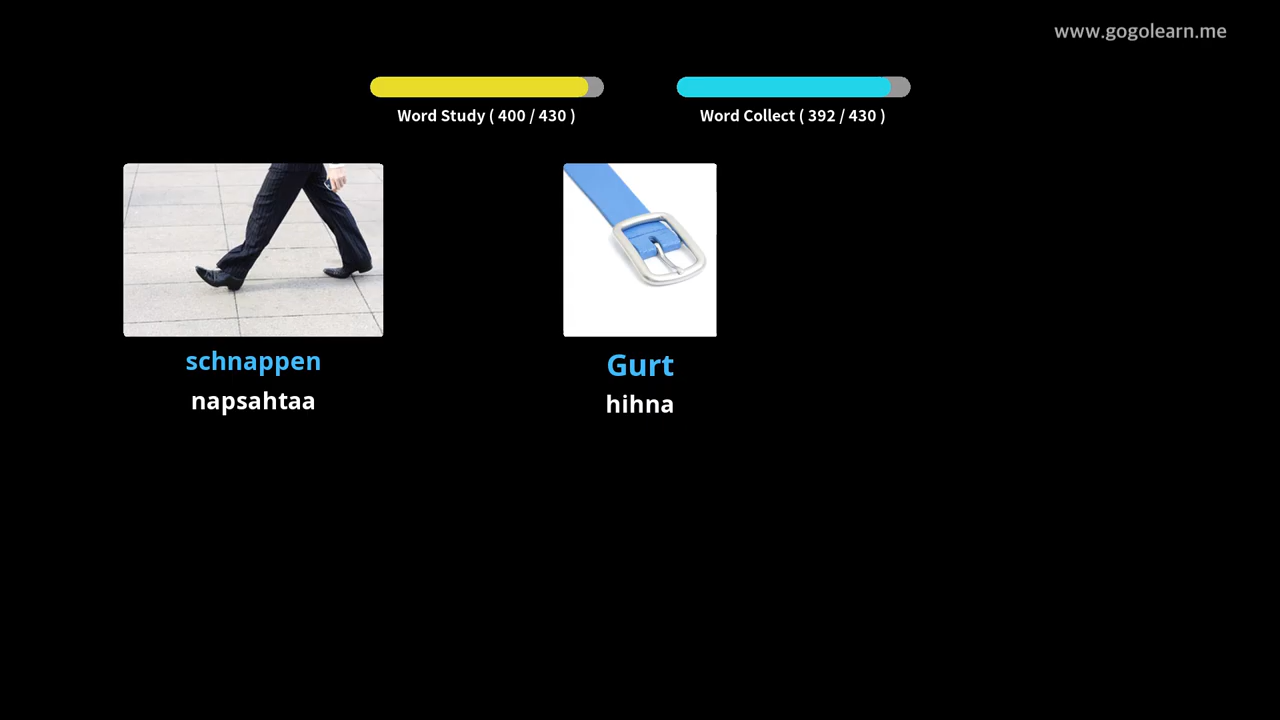 www.gogolearn.me
Word Study ( 400 / 430 )
Word Collect ( 392 / 430 )
schnappen
napsahtaa
Gurt
hihna